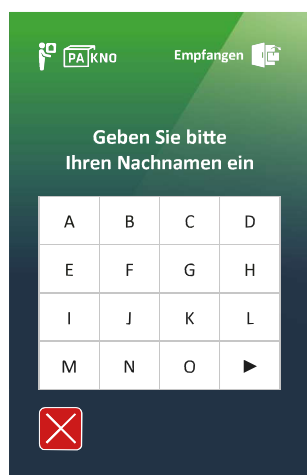 PAKNO
Empfangen
Geben Sie bitte
Ihren Nachnamen ein
A B C D
E F G H
I J K L
M N O